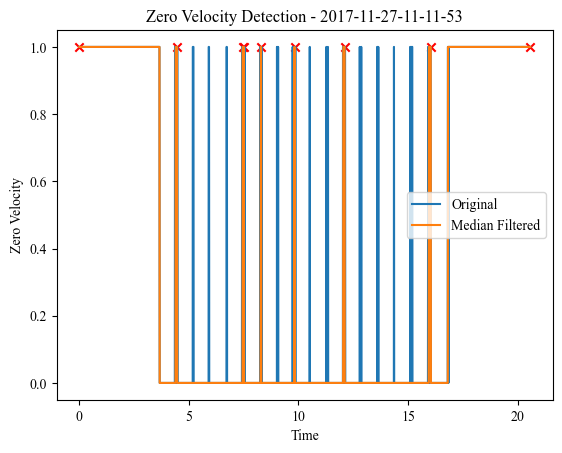 Zero Velocity Detection - 2017-11-27-11-11-53
1.0
0.8
0.6
0.4
0.2
0.0
Zero Velocity
Original
Median Filtered
0 5 10 15 20
Time